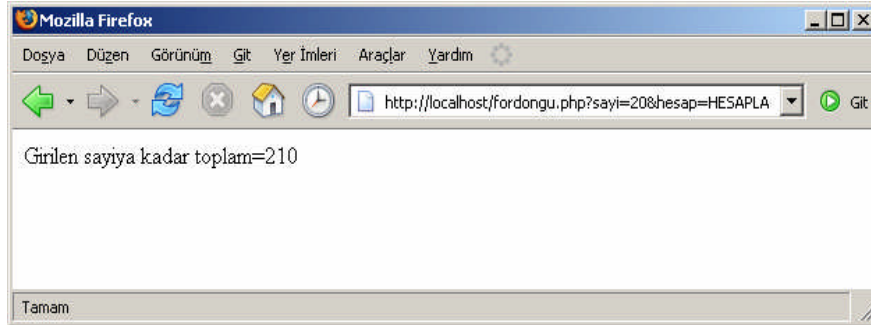 Mozilla Firefox
Dosya Düzen Görünüm Git Yer İmleri Araçlar Yardım
http://localhost/fordongu.php?sayi=20&hesap=HESAPLA Git
Girilen sayiya kadar toplam=210
Tamam